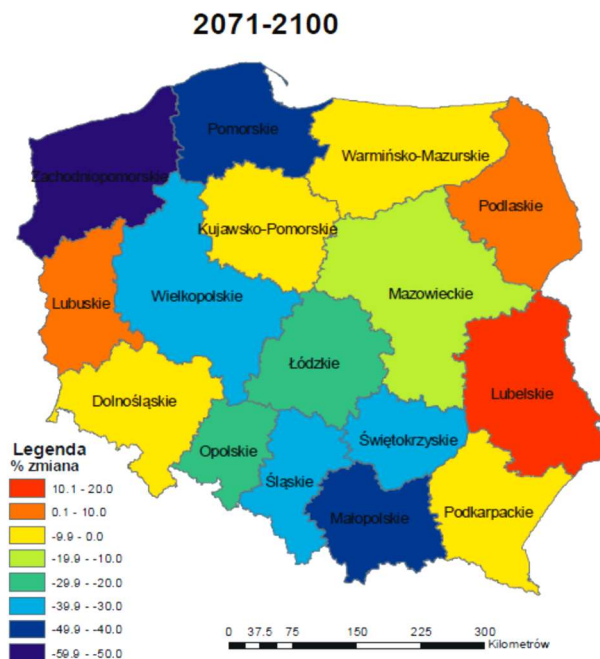 2071-2100
Pomorskie
Warmińsko-Mazurskie
Zachodniopomorskie
Podlaskie
Kujawsko-Pomorskie
Wielkopolskie
Mazowieckie
Lubuskie
Łódzkie
Lubelskie
Dolnośląskie
Świętokrzyskie
Opolskie
Śląskie
Podkarpackie
Małopolskie
Legenda
% zmiana
10.1 - 20.0
0.1 - 10.0
-9.9 - 0.0
-19.9 - -10.0
-29.9 - -20.0
-39.9 - -30.0
-49.9 - -40.0
-59.9 - -50.0
0 37.5 75 150 225 300
Kilometrów